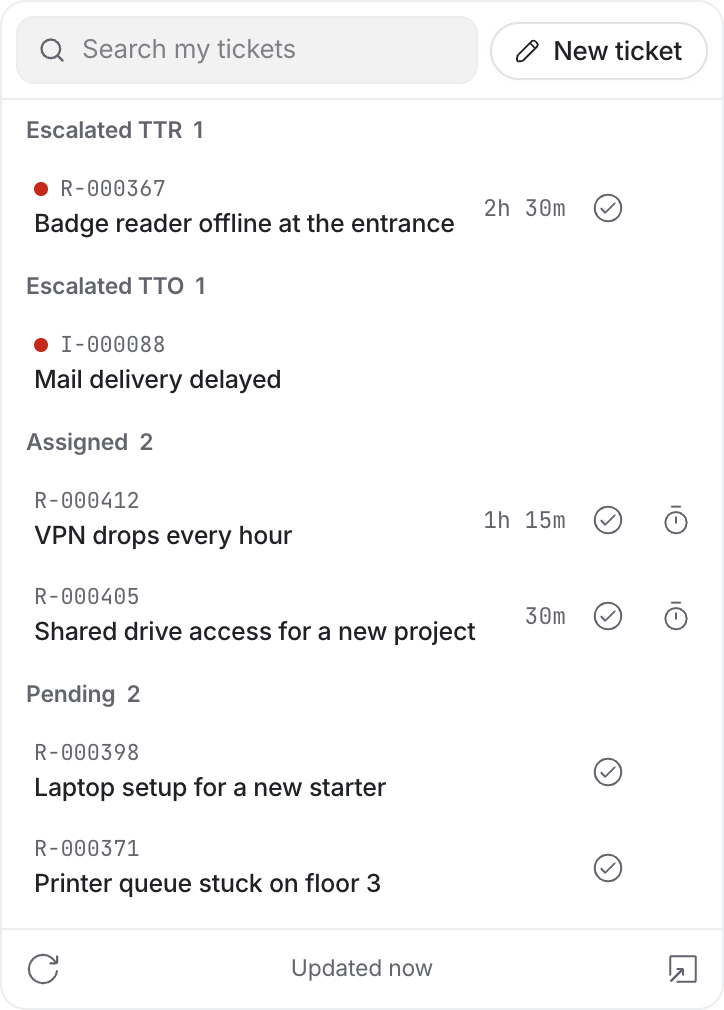 Search my tickets
New ticket
Escalated TTR 1
R-000367
Badge reader offline at the entrance
2h 30m
Escalated TTO 1
I-000088
Mail delivery delayed
Assigned 2
R-000412
VPN drops every hour
1h 15m
R-000405
Shared drive access for a new project
30m
Pending 2
R-000398
Laptop setup for a new starter
R-000371
Printer queue stuck on floor 3
Updated now